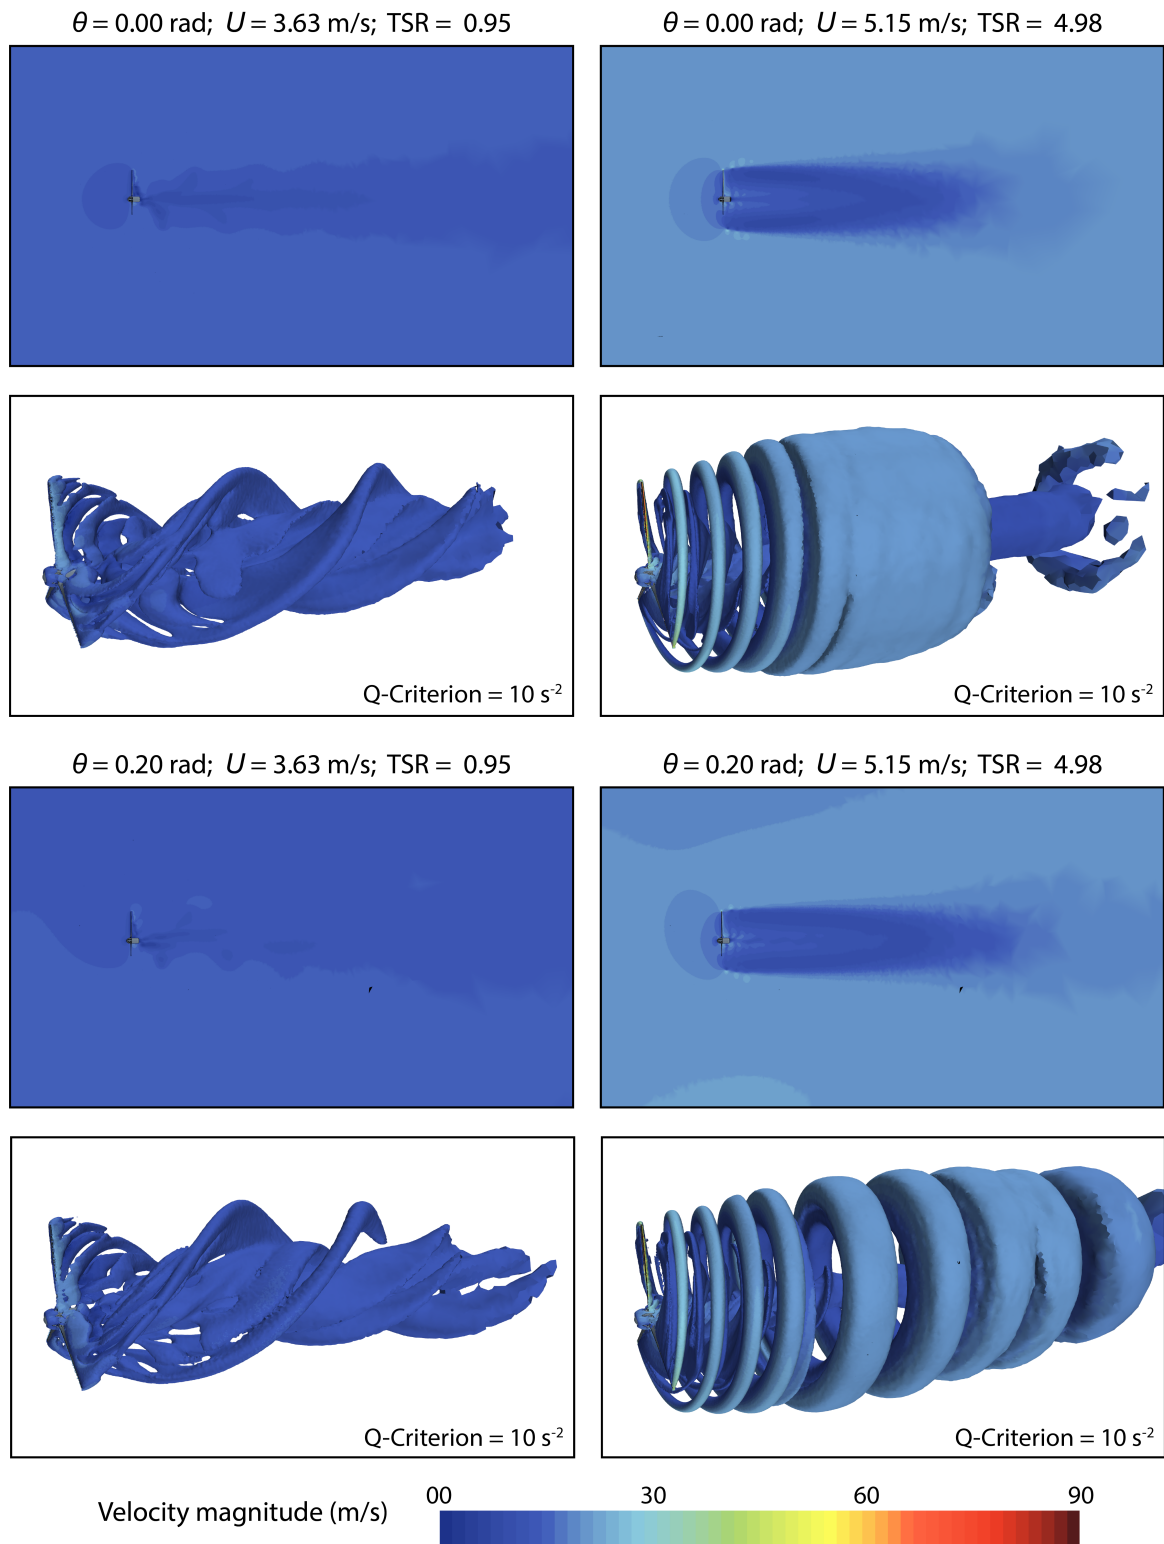 θ = 0.00 rad; U = 3.63 m/s; TSR = 0.95
θ = 0.00 rad; U = 5.15 m/s; TSR = 4.98
Q-Criterion = 10 s⁻²
Q-Criterion = 10 s⁻²
θ = 0.20 rad; U = 3.63 m/s; TSR = 0.95
θ = 0.20 rad; U = 5.15 m/s; TSR = 4.98
Q-Criterion = 10 s⁻²
Q-Criterion = 10 s⁻²
00 30 60 90
Velocity magnitude (m/s)